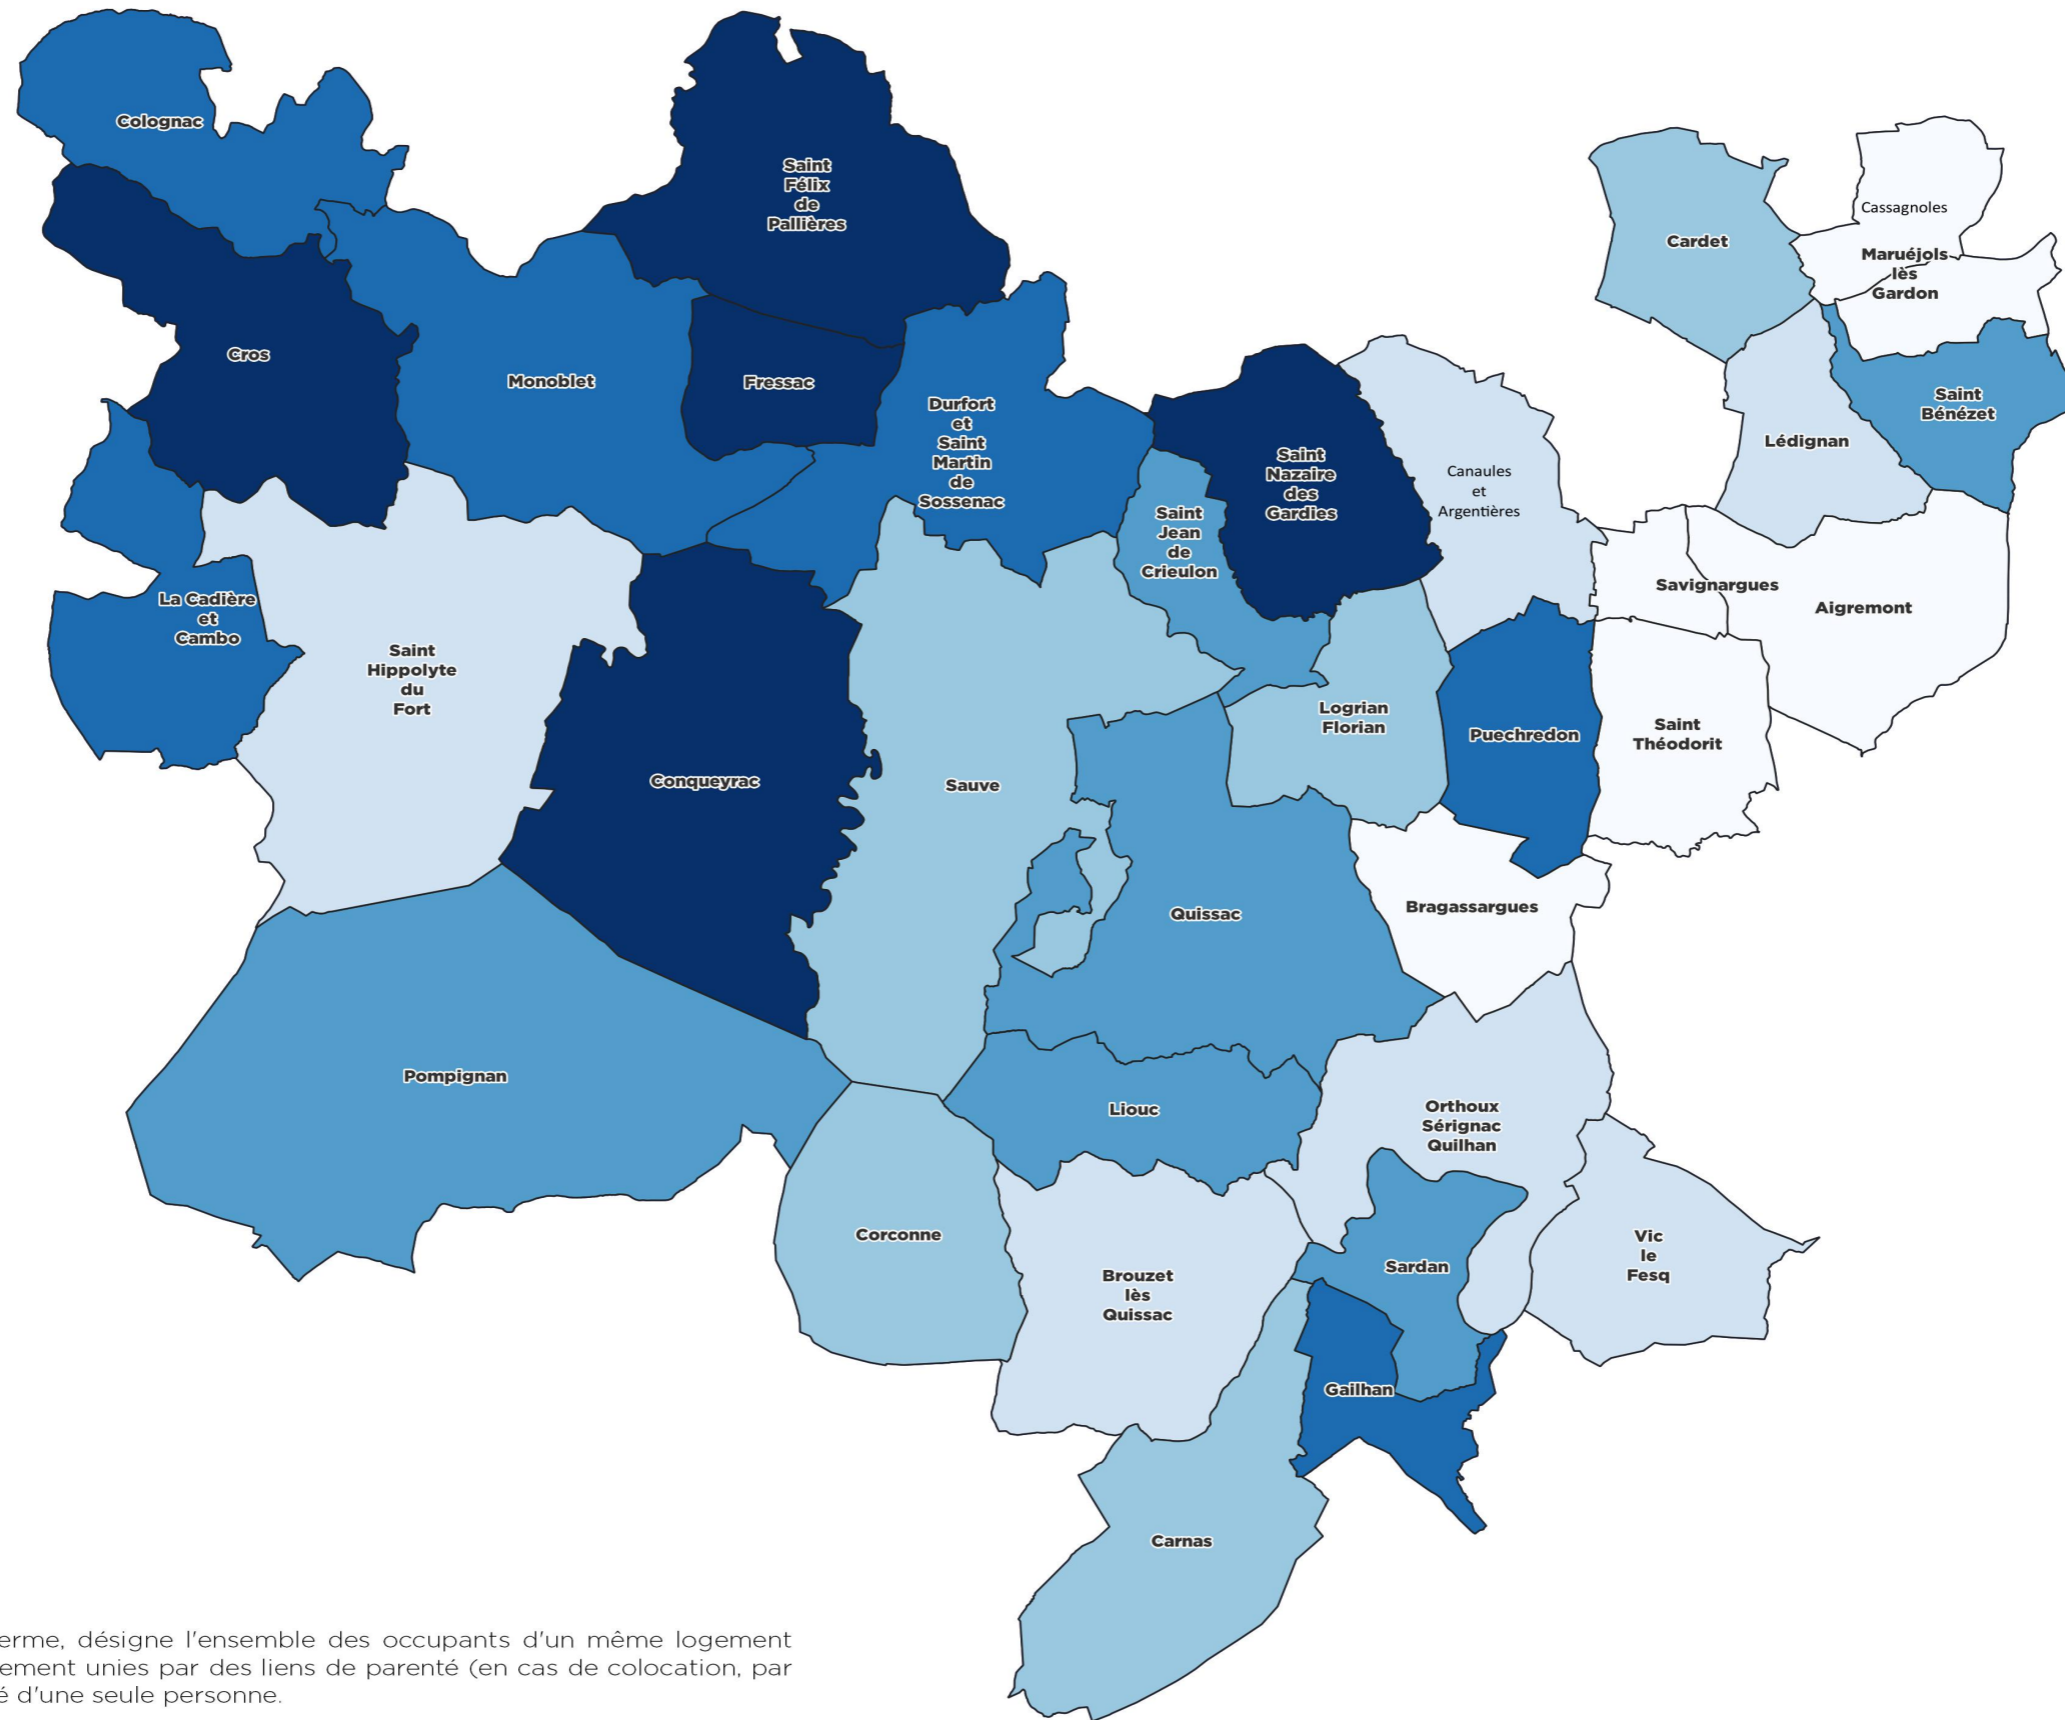 Colognac
Saint
Félix
de
Pallières
Cassagnoles
Cardet
Maruéjols
lès
Gardon
Cros
Monoblet
Fressac
Durfort
et
Saint
Martin
de
Sossenac
Saint
Bénézet
Lédignan
Saint
Nazaire
des
Gardies
Canaules
et
Argentières
Saint
Jean
de
Crieulon
Savignargues
Aigremont
La Cadière
et
Cambo
Saint
Hippolyte
du
Fort
Logrian
Florian
Puechredon
Saint
Théodorit
Conqueyrac
Sauve
Quissac
Bragassargues
Pompignan
Liouc
Orthoux
Sérignac
Quilhan
Corconne
Brouzet
lès
Quissac
Sardan
Vic
le
Fesq
Gailhan
Carnas
erme, désigne l'ensemble des occupants d'un même logement
ement unies par des liens de parenté (en cas de colocation, par
é d'une seule personne.